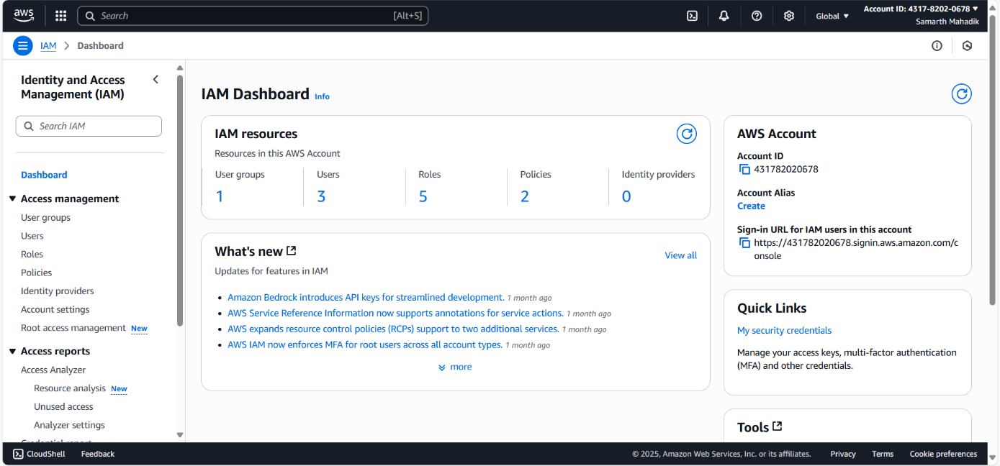 aws
Search [Alt+S]
Global
Account ID: 4317-8202-0678
Samarth Mahadik
IAM
Dashboard
Identity and Access
Management (IAM)
Search IAM
Dashboard
Access management
User groups
Users
Roles
Policies
Identity providers
Account settings
Root access management New
Access reports
Access Analyzer
Resource analysis New
Unused access
Analyzer settings
Credential report
IAM Dashboard Info
IAM resources
Resources in this AWS Account
User groups
1
Users
3
Roles
5
Policies
2
Identity providers
0
What's new
View all
Updates for features in IAM
Amazon Bedrock introduces API keys for streamlined development. 1 month ago
AWS Service Reference Information now supports annotations for service actions. 1 month ago
AWS expands resource control policies (RCPs) support to two additional services. 1 month ago
AWS IAM now enforces MFA for root users across all account types. 1 month ago
more
AWS Account
Account ID
431782020678
Account Alias
Create
Sign-in URL for IAM users in this account
https://431782020678.signin.aws.amazon.com/c
onsole
Quick Links
My security credentials
Manage your access keys, multi-factor authentication
(MFA) and other credentials.
Tools
CloudShell
Feedback
© 2025, Amazon Web Services, Inc. or its affiliates.
Privacy
Terms
Cookie preferences